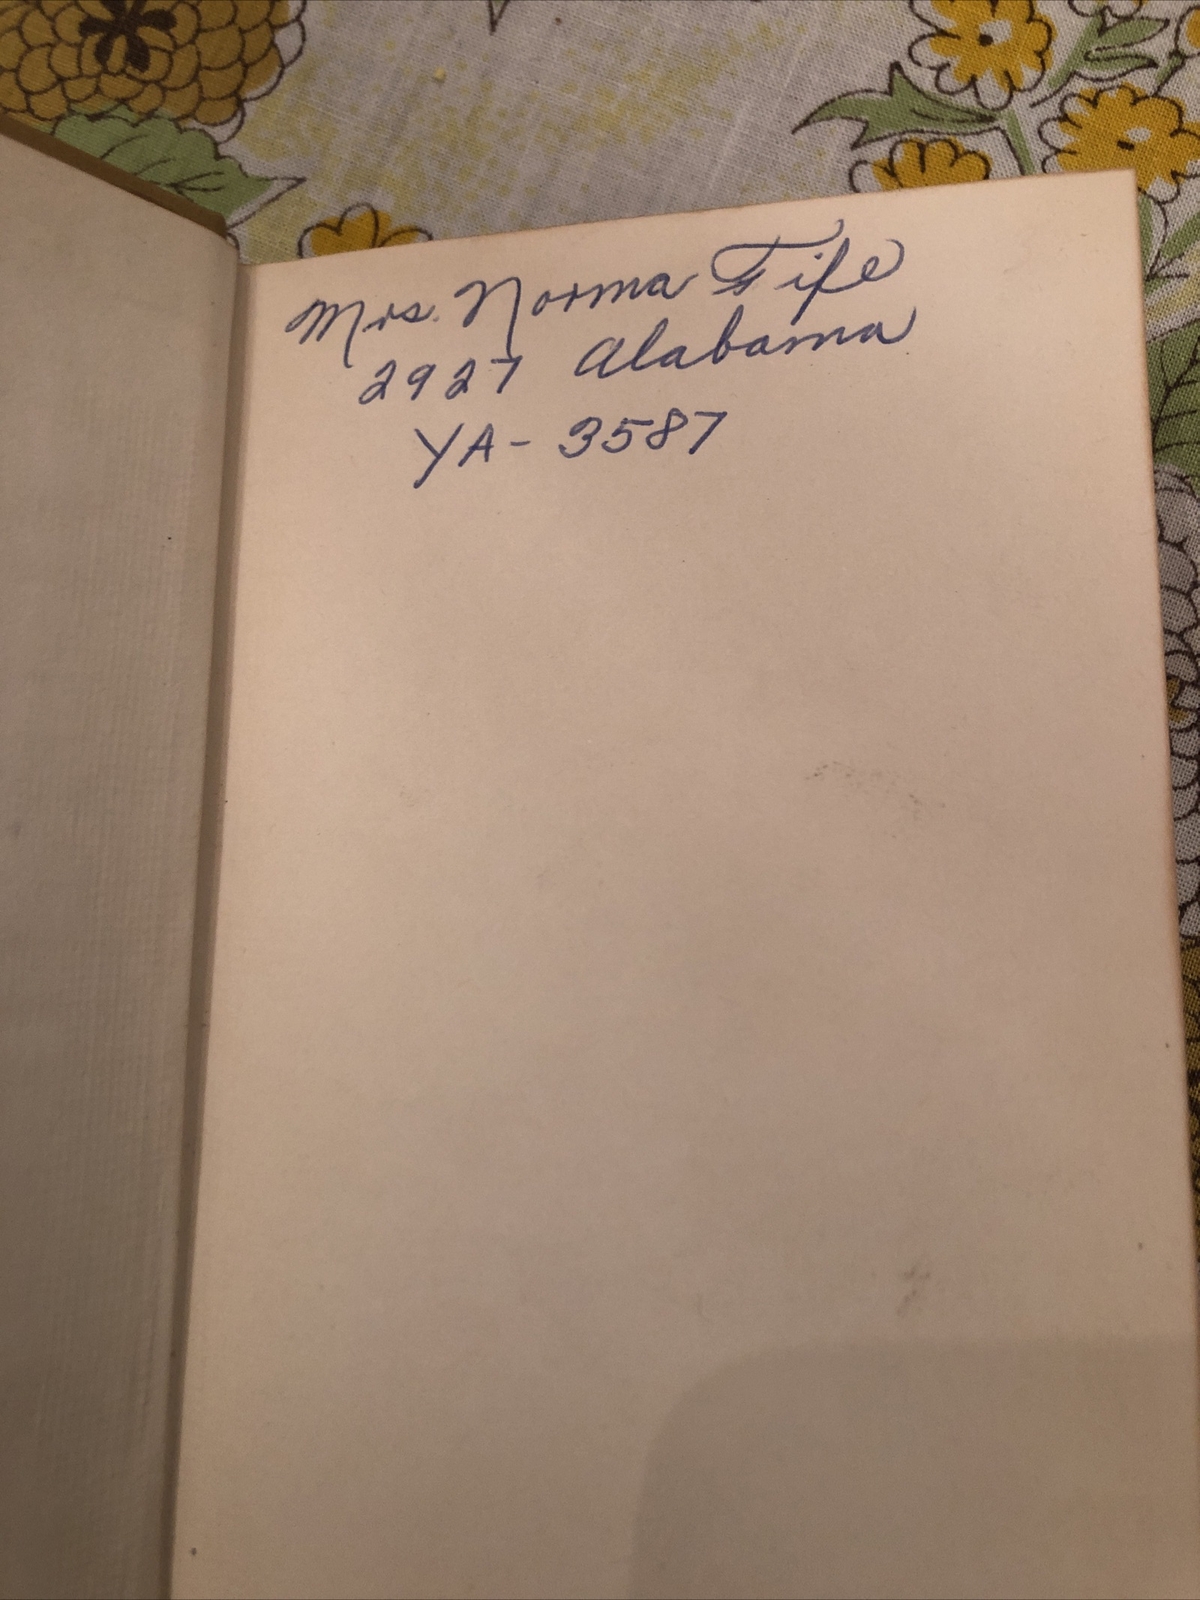 Mrs. Norma Fife
2927 Alabama
YA- 3587